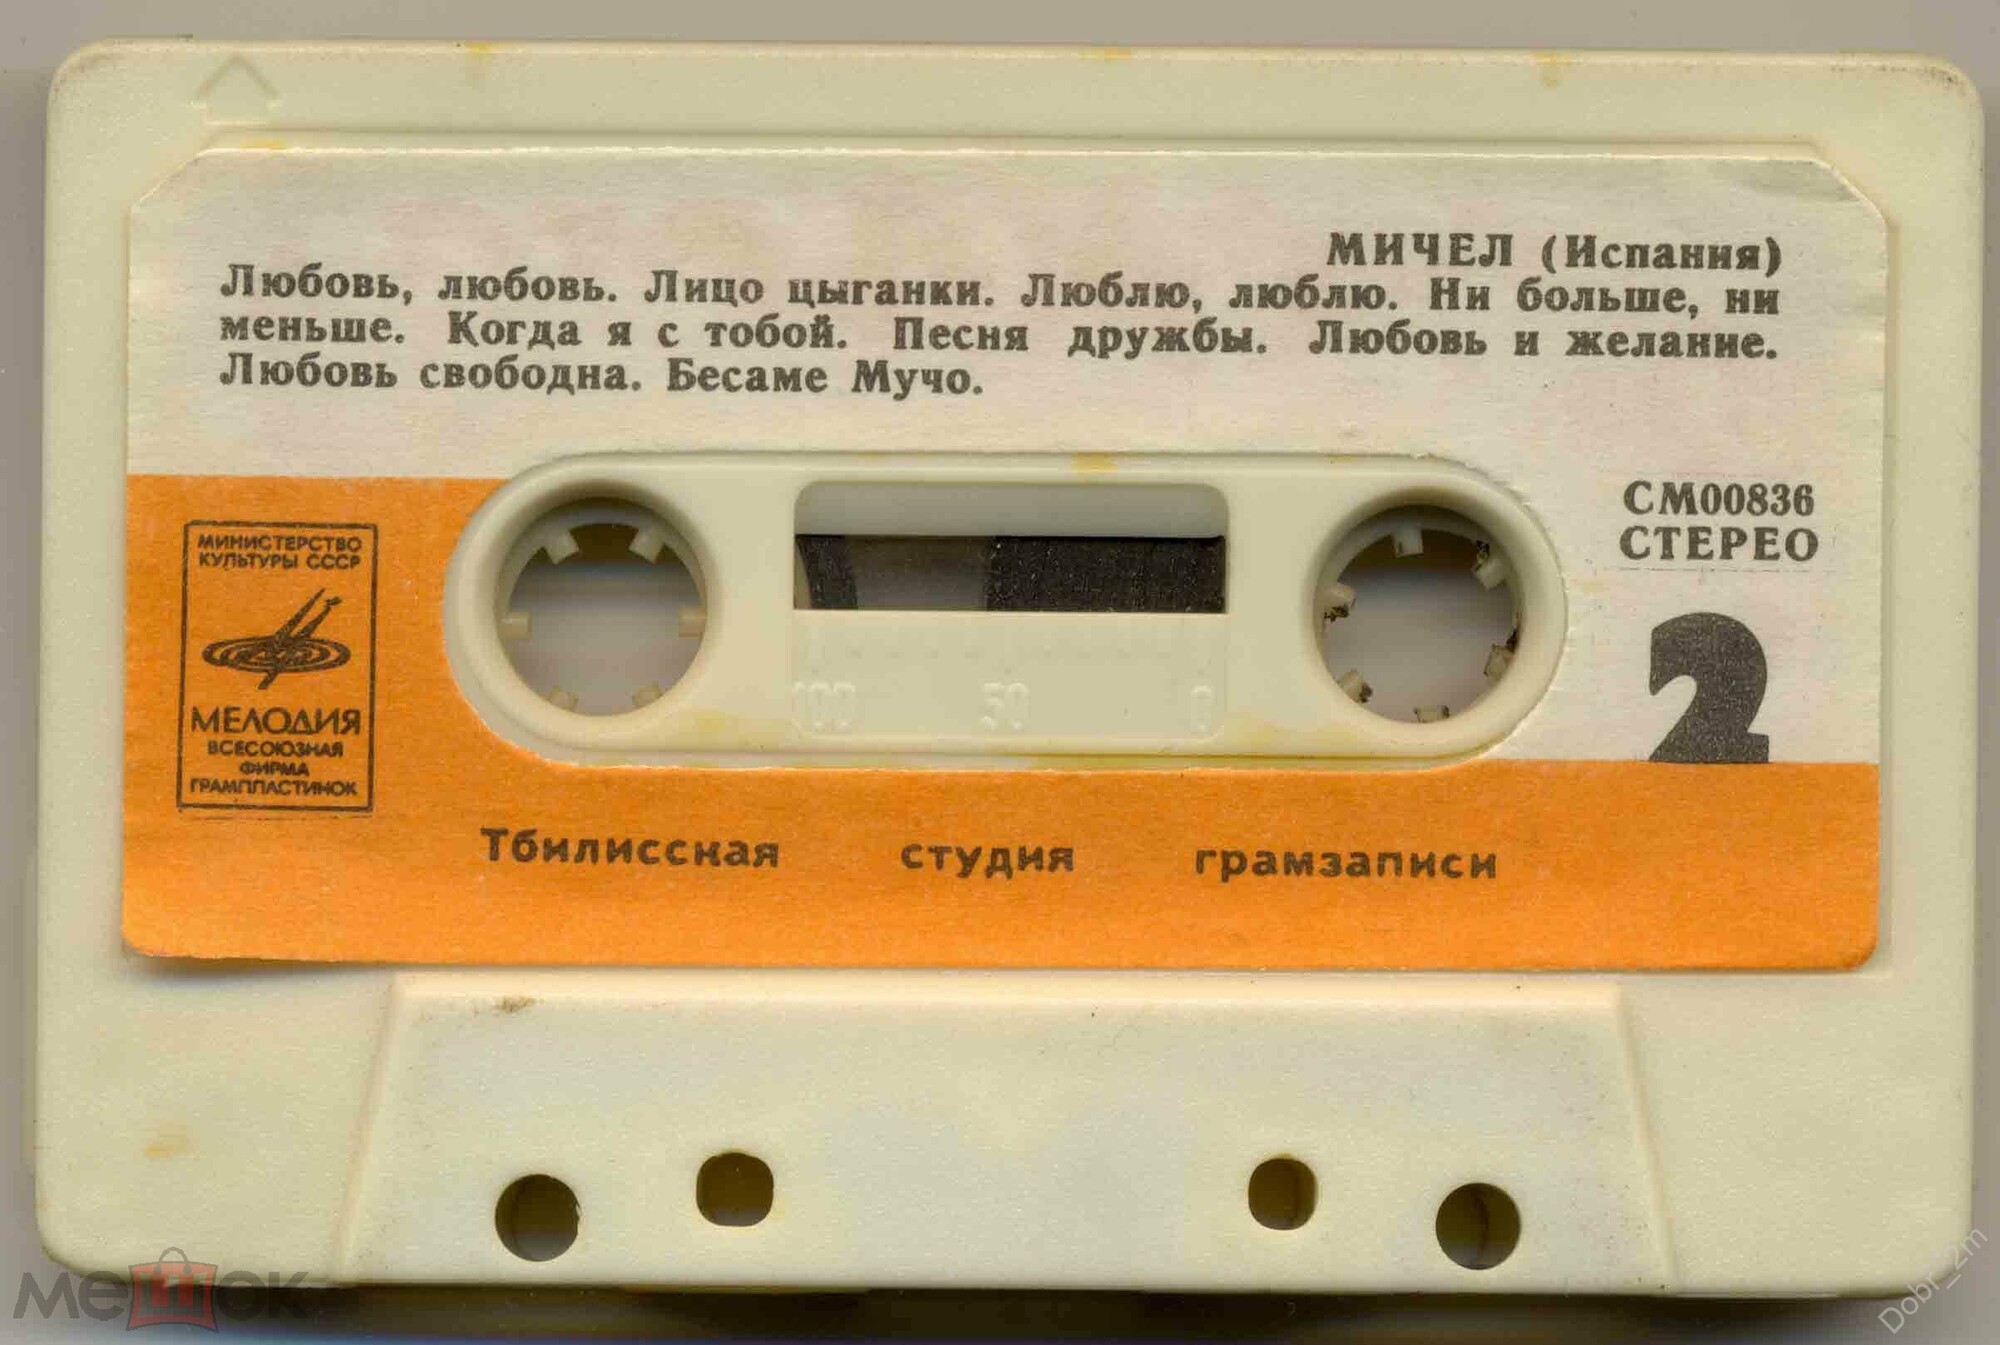 МИЧЕЛ (Испания)
Любовь, любовь. Лицо цыганки. Люблю, люблю. Ни больше, ни
меньше. Когда я с тобой. Песня дружбы. Любовь и желание.
Любовь свободна. Бесаме Мучо.
СМ00836
СТЕРЕО
МИНИСТЕРСТВО
КУЛЬТУРЫ СССР
МЕЛОДИЯ
ВСЕСОЮЗНАЯ
ФИРМА
ГРАМПЛАСТИНОК
100 50 0
2
Тбилисская студия грамзаписи
мешок
Dobr_2m